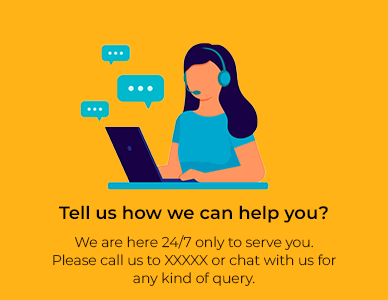 Tell us how we can help you?
We are here 24/7 only to serve you.
Please call us to XXXXX or chat with us for
any kind of query.